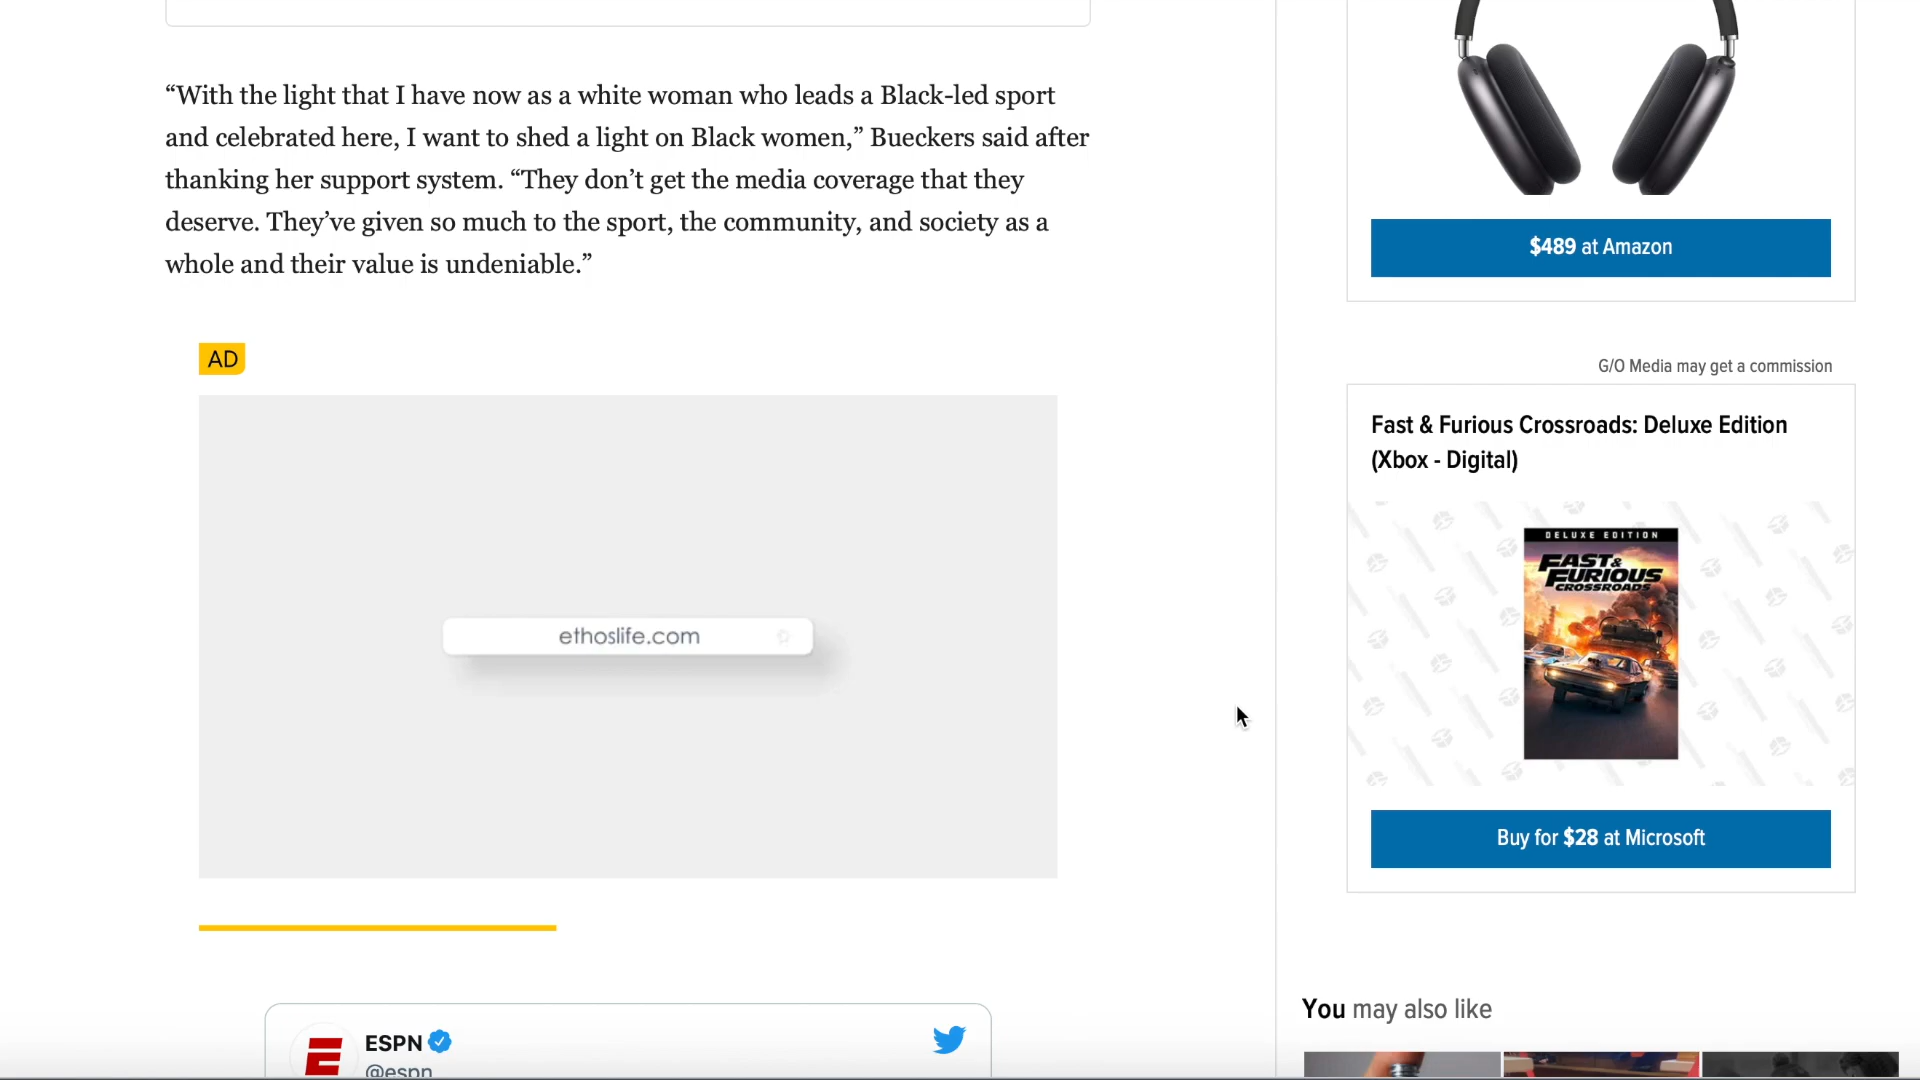 “With the light that I have now as a white woman who leads a Black-led sport
and celebrated here, I want to shed a light on Black women,” Bueckers said after
thanking her support system. “They don’t get the media coverage that they
deserve. They’ve given so much to the sport, the community, and society as a
whole and their value is undeniable.”
AD
ethoslife.com
ESPN
@espn
$489 at Amazon
G/O Media may get a commission
Fast & Furious Crossroads: Deluxe Edition
(Xbox - Digital)
DELUXE EDITION
FAST &
FURIOUS
CROSSROADS
Buy for $28 at Microsoft
You may also like